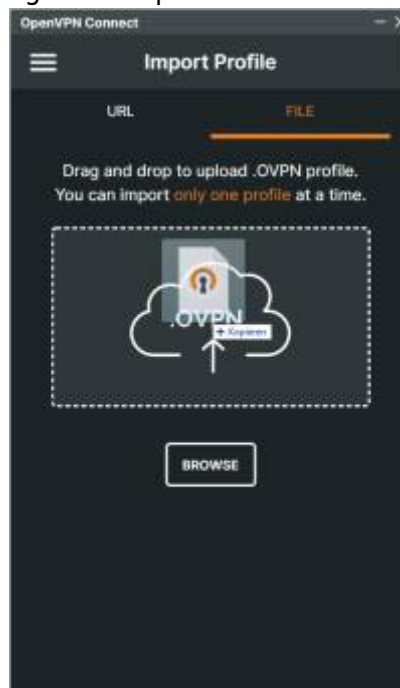 OpenVPN Connect
Import Profile
URL
FILE
Drag and drop to upload .OVPN profile.
You can import only one profile at a time.
.OVPN
+ Kopieren
BROWSE